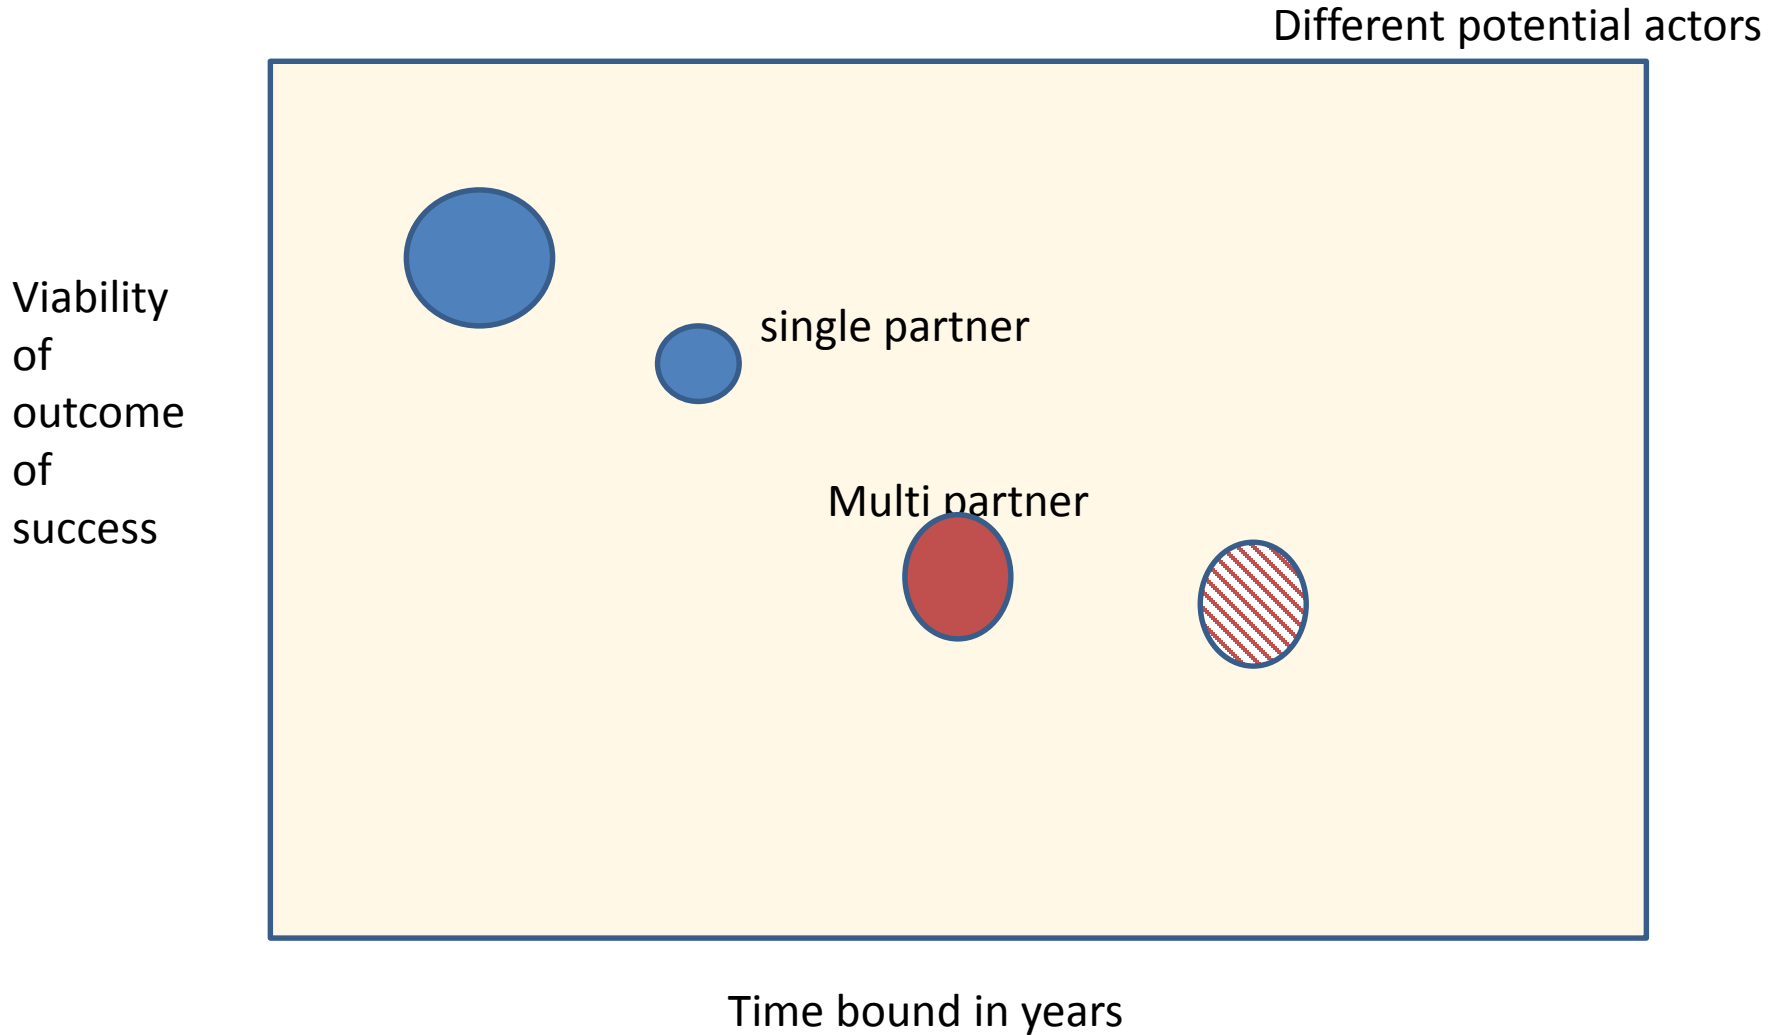 Different potential actors
Viability
of
outcome
of
success
single partner
Multi partner
Time bound in years